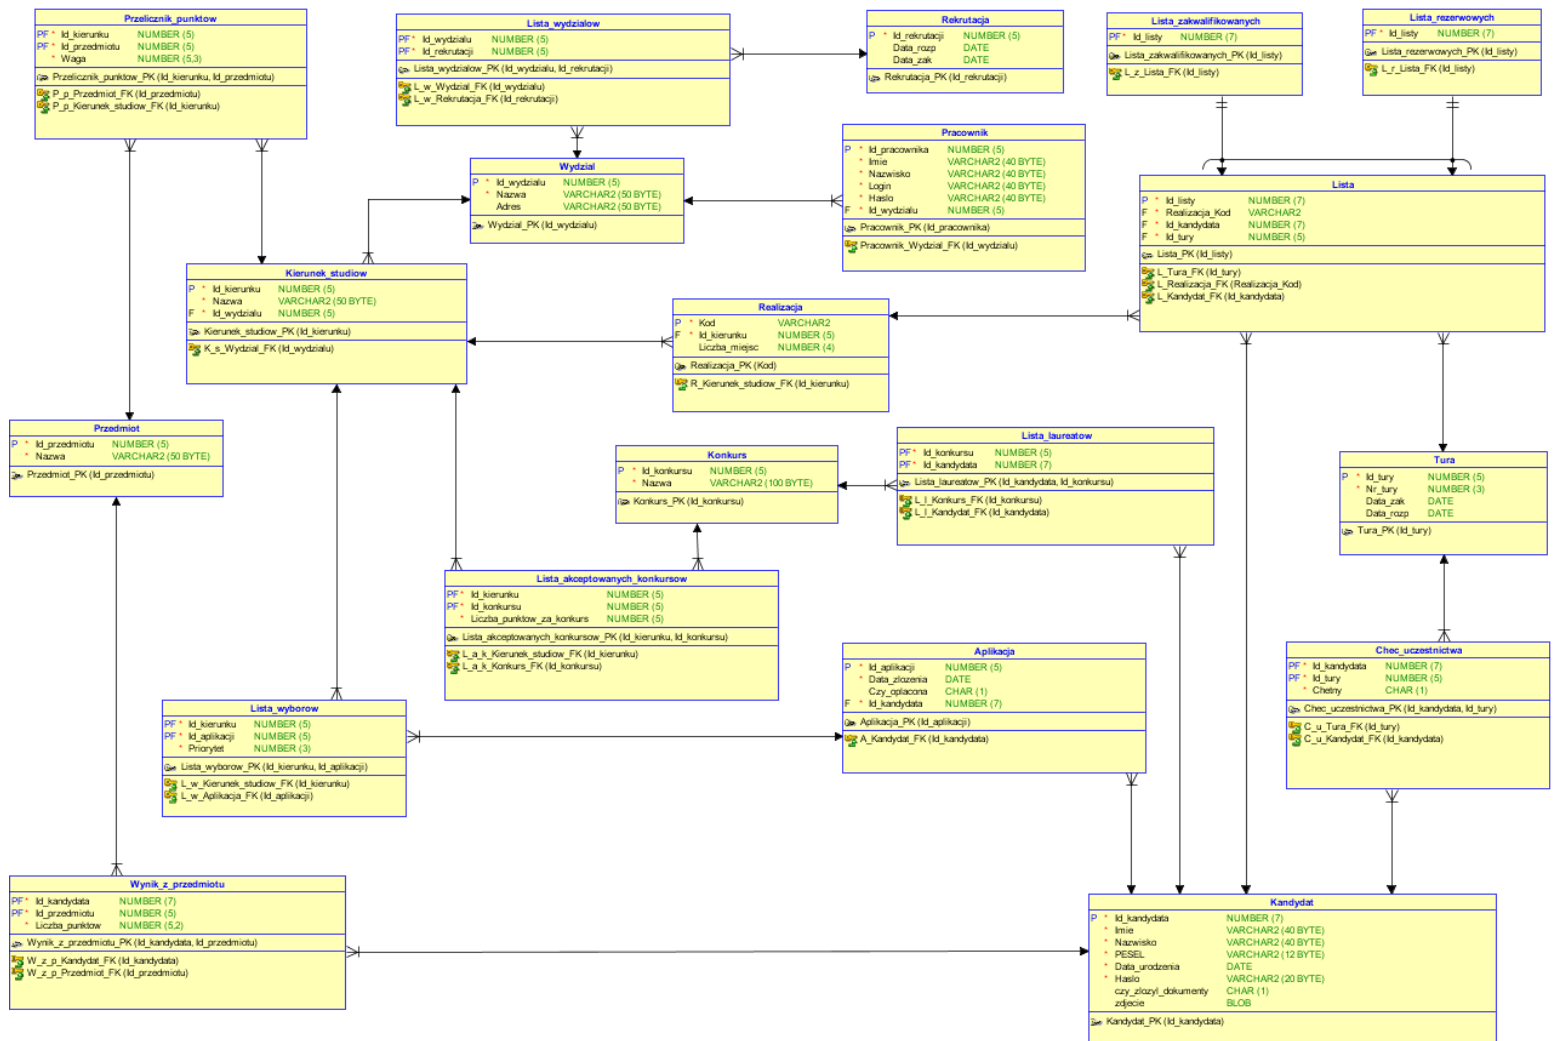 Przelicznik_punktow
PF * Id_kierunku NUMBER (5)
PF * Id_przedmiotu NUMBER (5)
* Waga NUMBER (5,3)
Przelicznik_punktow_PK (Id_kierunku, Id_przedmiotu)
P_p_Przedmiot_FK (Id_przedmiotu)
P_p_Kierunek_studiow_FK (Id_kierunku)
Lista_wydzialow
PF * Id_wydzialu NUMBER (5)
PF * Id_rekrutacji NUMBER (5)
Lista_wydzialow_PK (Id_wydzialu, Id_rekrutacji)
L_w_Wydzial_FK (Id_wydzialu)
L_w_Rekrutacja_FK (Id_rekrutacji)
Rekrutacja
P * Id_rekrutacji NUMBER (5)
Data_rozp DATE
Data_zak DATE
Rekrutacja_PK (Id_rekrutacji)
Lista_zakwalifikowanych
PF * Id_listy NUMBER (7)
Lista_zakwalifikowanych_PK (Id_listy)
L_z_Lista_FK (Id_listy)
Lista_rezerwowych
PF * Id_listy NUMBER (7)
Lista_rezerwowych_PK (Id_listy)
L_r_Lista_FK (Id_listy)
Wydzial
P * Id_wydzialu NUMBER (5)
* Nazwa VARCHAR2 (50 BYTE)
Adres VARCHAR2 (50 BYTE)
Wydzial_PK (Id_wydzialu)
Pracownik
P * Id_pracownika NUMBER (5)
* Imie VARCHAR2 (40 BYTE)
* Nazwisko VARCHAR2 (40 BYTE)
* Login VARCHAR2 (40 BYTE)
* Haslo VARCHAR2 (40 BYTE)
F * Id_wydzialu NUMBER (5)
Pracownik_PK (Id_pracownika)
Pracownik_Wydzial_FK (Id_wydzialu)
Lista
P * Id_listy NUMBER (7)
F * Realizacja_Kod VARCHAR2
F * Id_kandydata NUMBER (7)
F * Id_tury NUMBER (5)
Lista_PK (Id_listy)
L_Tura_FK (Id_tury)
L_Realizacja_FK (Realizacja_Kod)
L_Kandydat_FK (Id_kandydata)
Kierunek_studiow
P * Id_kierunku NUMBER (5)
* Nazwa VARCHAR2 (50 BYTE)
F * Id_wydzialu NUMBER (5)
Kierunek_studiow_PK (Id_kierunku)
K_s_Wydzial_FK (Id_wydzialu)
Realizacja
P * Kod VARCHAR2
F * Id_kierunku NUMBER (5)
Liczba_miejsc NUMBER (4)
Realizacja_PK (Kod)
R_Kierunek_studiow_FK (Id_kierunku)
Przedmiot
P * Id_przedmiotu NUMBER (5)
* Nazwa VARCHAR2 (50 BYTE)
Przedmiot_PK (Id_przedmiotu)
Konkurs
P * Id_konkursu NUMBER (5)
* Nazwa VARCHAR2 (100 BYTE)
Konkurs_PK (Id_konkursu)
Lista_laureatow
PF * Id_konkursu NUMBER (5)
PF * Id_kandydata NUMBER (7)
Lista_laureatow_PK (Id_kandydata, Id_konkursu)
L_l_Konkurs_FK (Id_konkursu)
L_l_Kandydat_FK (Id_kandydata)
Tura
P * Id_tury NUMBER (5)
* Nr_tury NUMBER (3)
Data_zak DATE
Data_rozp DATE
Tura_PK (Id_tury)
Lista_akceptowanych_konkursow
PF * Id_kierunku NUMBER (5)
PF * Id_konkursu NUMBER (5)
* Liczba_punktow_za_konkurs NUMBER (5)
Lista_akceptowanych_konkursow_PK (Id_kierunku, Id_konkursu)
L_a_k_Kierunek_studiow_FK (Id_kierunku)
L_a_k_Konkurs_FK (Id_konkursu)
Aplikacja
P * Id_aplikacji NUMBER (5)
* Data_zlozenia DATE
Czy_oplacona CHAR (1)
F * Id_kandydata NUMBER (7)
Aplikacja_PK (Id_aplikacji)
A_Kandydat_FK (Id_kandydata)
Chec_uczestnictwa
PF * Id_kandydata NUMBER (7)
PF * Id_tury NUMBER (5)
* Chetny CHAR (1)
Chec_uczestnictwa_PK (Id_kandydata, Id_tury)
C_u_Tura_FK (Id_tury)
C_u_Kandydat_FK (Id_kandydata)
Lista_wyborow
PF * Id_kierunku NUMBER (5)
PF * Id_aplikacji NUMBER (5)
* Priorytet NUMBER (3)
Lista_wyborow_PK (Id_kierunku, Id_aplikacji)
L_w_Kierunek_studiow_FK (Id_kierunku)
L_w_Aplikacja_FK (Id_aplikacji)
Wynik_z_przedmiotu
PF * Id_kandydata NUMBER (7)
PF * Id_przedmiotu NUMBER (5)
* Liczba_punktow NUMBER (5,2)
Wynik_z_przedmiotu_PK (Id_kandydata, Id_przedmiotu)
W_z_p_Kandydat_FK (Id_kandydata)
W_z_p_Przedmiot_FK (Id_przedmiotu)
Kandydat
P * Id_kandydata NUMBER (7)
* Imie VARCHAR2 (40 BYTE)
* Nazwisko VARCHAR2 (40 BYTE)
* PESEL VARCHAR2 (12 BYTE)
* Data_urodzenia DATE
* Haslo VARCHAR2 (20 BYTE)
czy_zlozyl_dokumenty CHAR (1)
zdjecie BLOB
Kandydat_PK (Id_kandydata)